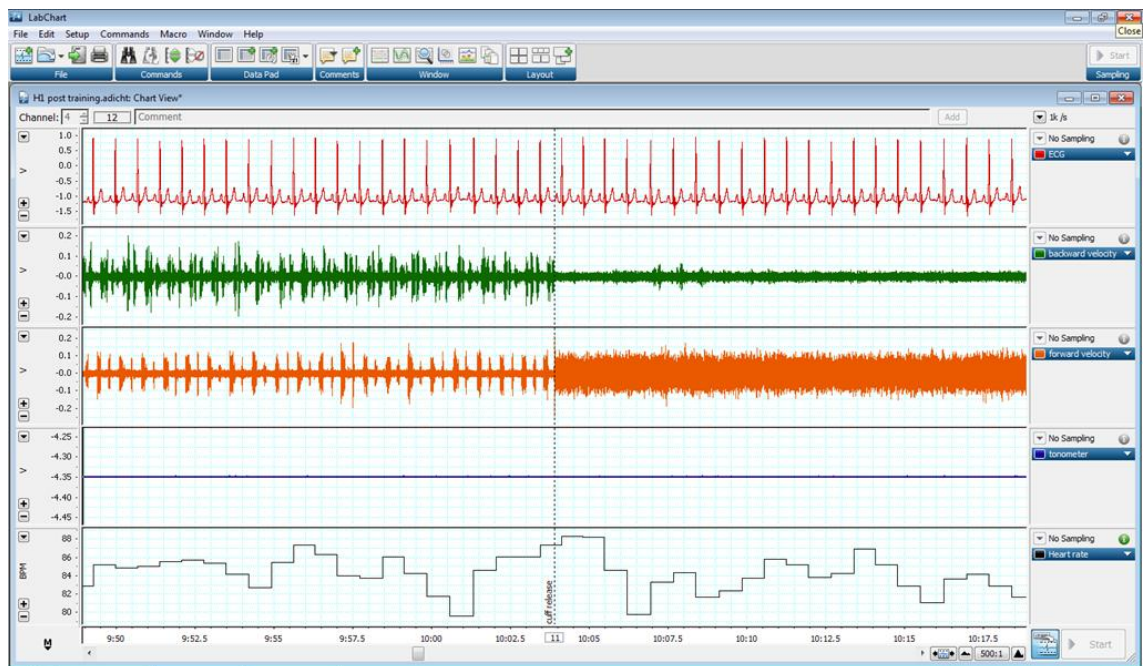 LabChart
Close
File Edit Setup Commands Macro Window Help
Start
File Commands Data Pad Comments Window Layout Sampling
H1 post training.adicht: Chart View*
Channel: 4 12 Comment Add 1k /s
1.0
0.5
0.0
-0.5
-1.0
-1.5
V
No Sampling
ECG
0.2
0.1
-0.0
-0.1
-0.2
V
No Sampling
backward velocity
0.2
0.1
-0.0
-0.1
-0.2
V
No Sampling
forward velocity
-4.25
-4.30
-4.35
-4.40
-4.45
V
No Sampling
tonometer
88
86
84
82
80
BPM
cuff release
No Sampling
Heart rate
M
9:50 9:52.5 9:55 9:57.5 10:00 10:02.5 11 10:05 10:07.5 10:10 10:12.5 10:15 10:17.5
500:1
Start